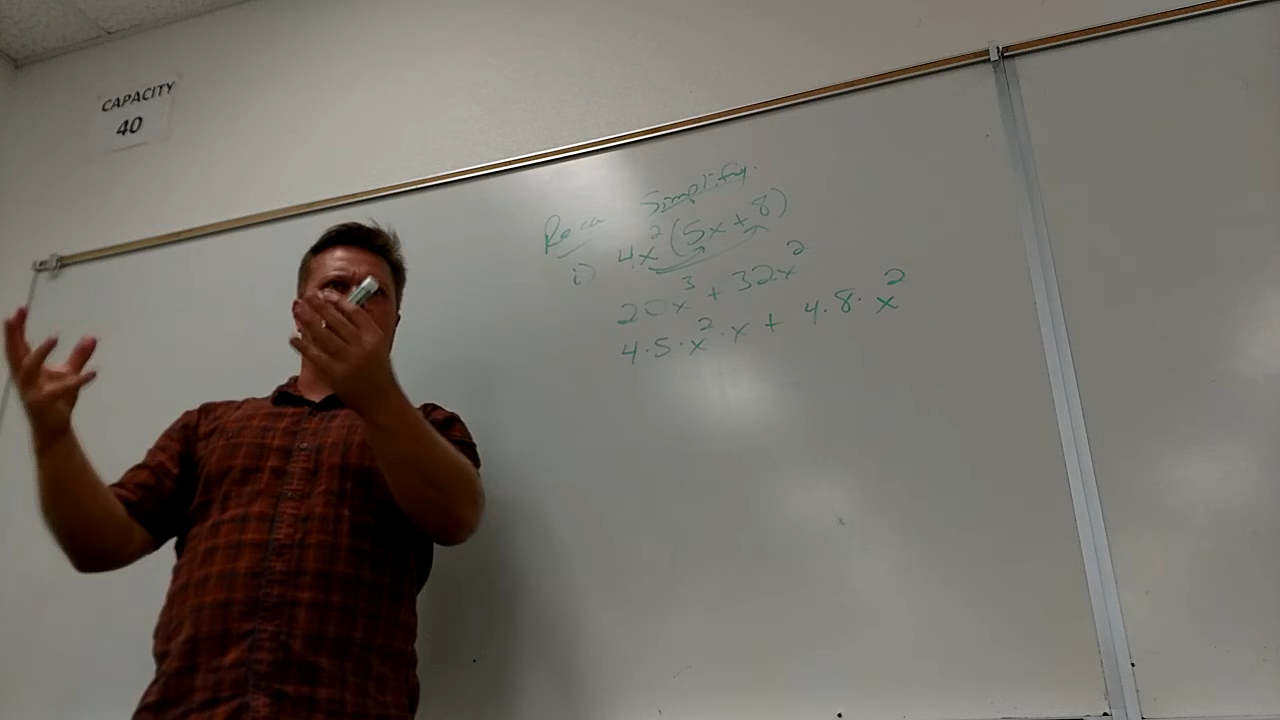 CAPACITY
40
Simplify.
i) 4x²(5x+8)
20x³ + 32x²
4·5·x²·x + 4·8·x²